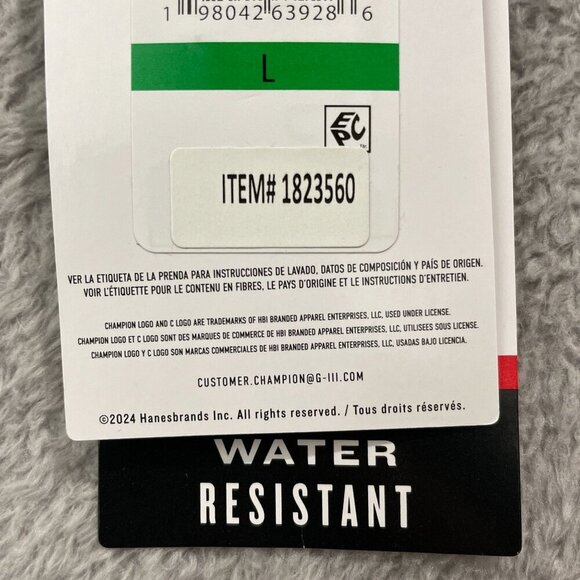 1 98042 63928 6
L
EPC
ITEM# 1823560
VER LA ETIQUETA DE LA PRENDA PARA INSTRUCCIONES DE LAVADO, DATOS DE COMPOSICIÓN Y PAÍS DE ORIGEN.
VOIR L'ÉTIQUETTE POUR LE CONTENU EN FIBRES, LE PAYS D'ORIGINE ET LE INSTRUCTIONS D'ENTRETIEN.
CHAMPION LOGO AND C LOGO ARE TRADEMARKS OF HBI BRANDED APPAREL ENTERPRISES, LLC, USED UNDER LICENSE.
CHAMPION LOGO ET C LOGO SONT DES MARQUES DE COMMERCE DE HBI BRANDED APPAREL ENTERPRISES, LLC, UTILISEES SOUS LICENSE.
CHAMPION LOGO Y C LOGO SON MARCAS COMMERCIALES DE HBI BRANDED APPAREL ENTERPRISES, LLC, USADAS BAJO LICENCIA.
CUSTOMER.CHAMPION@G-III.COM
©2024 Hanesbrands Inc. All rights reserved. / Tous droits réservés.
WATER
RESISTANT